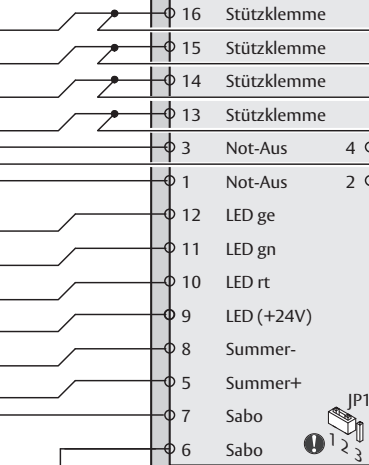 16 Stützklemme
15 Stützklemme
14 Stützklemme
13 Stützklemme
3 Not-Aus 4
1 Not-Aus 2
12 LED ge
11 LED gn
10 LED rt
9 LED (+24V)
8 Summer-
5 Summer+
JP1
7 Sabo
6 Sabo
1 2 3